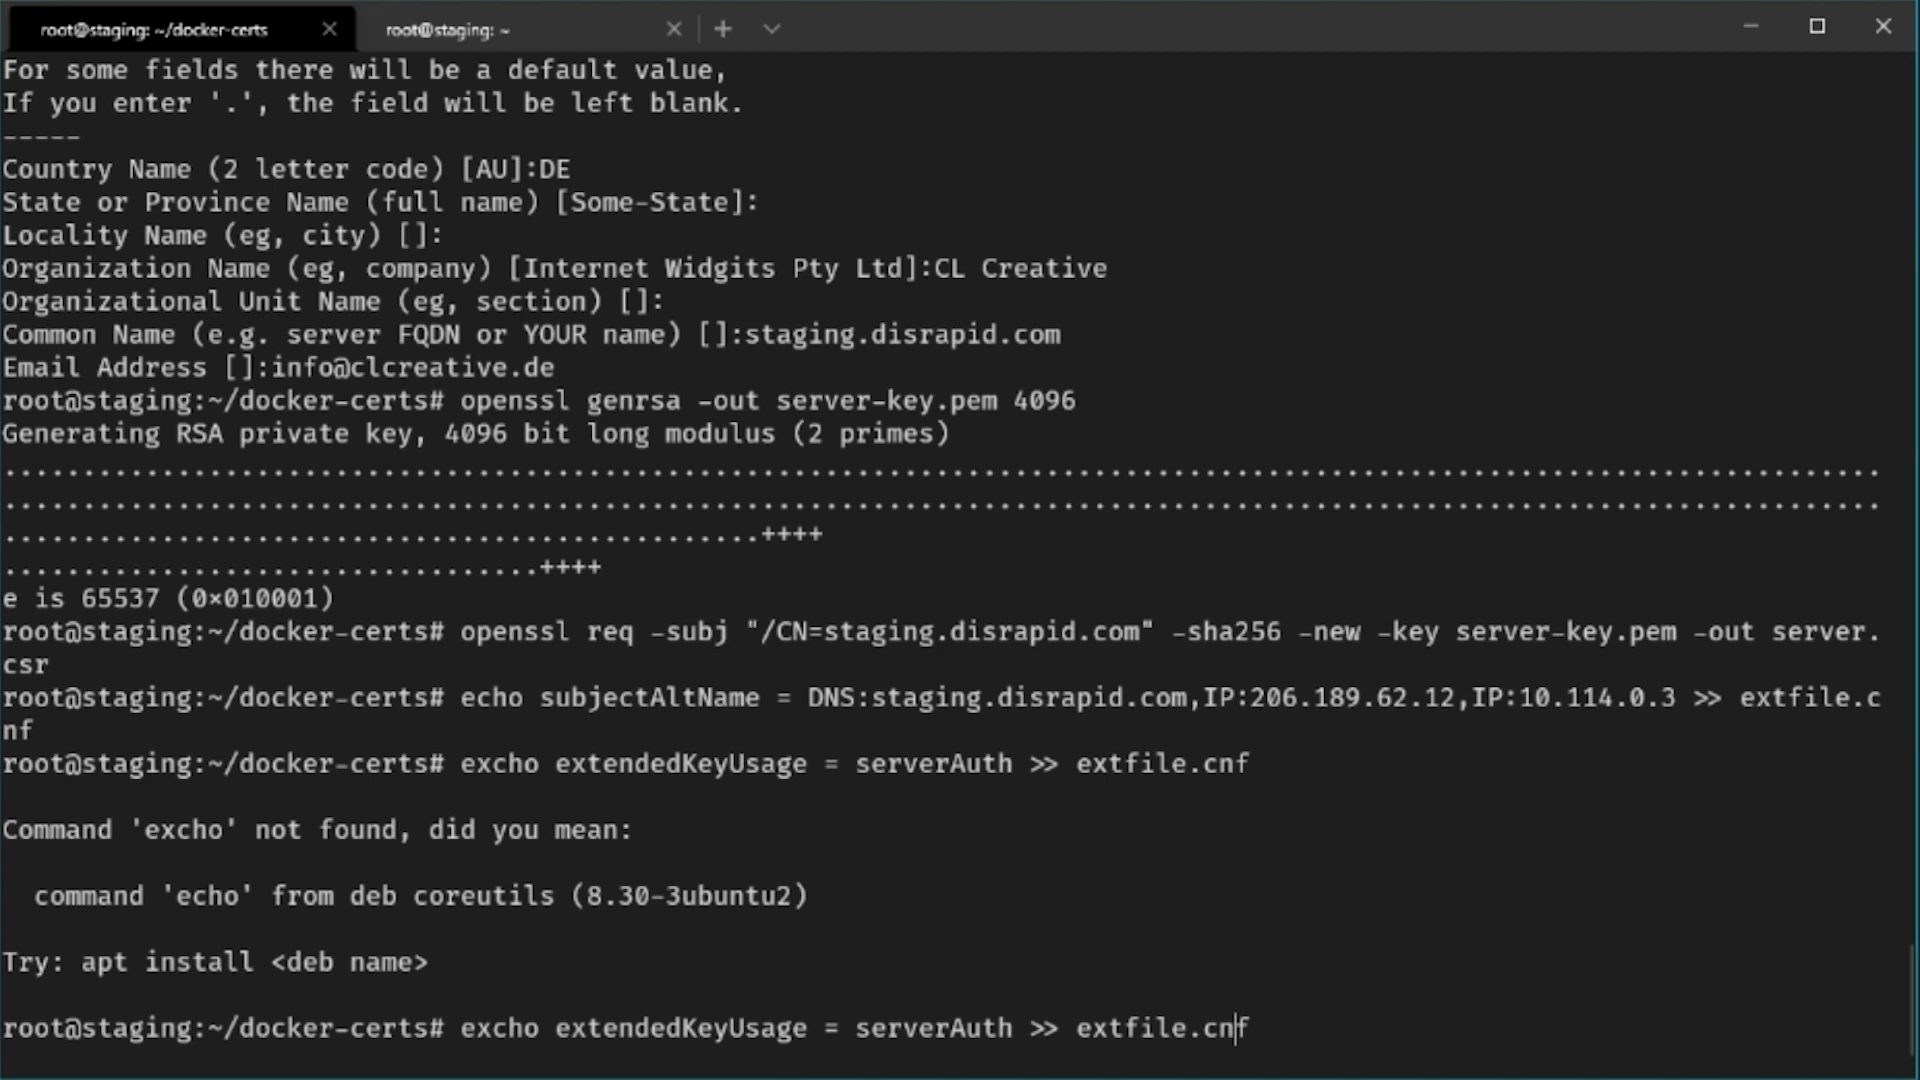 root@staging: ~/docker-certs
root@staging: ~
For some fields there will be a default value,
If you enter '.', the field will be left blank.
-----
Country Name (2 letter code) [AU]:DE
State or Province Name (full name) [Some-State]:
Locality Name (eg, city) []:
Organization Name (eg, company) [Internet Widgits Pty Ltd]:CL Creative
Organizational Unit Name (eg, section) []:
Common Name (e.g. server FQDN or YOUR name) []:staging.disrapid.com
Email Address []:info@clcreative.de
root@staging:~/docker-certs# openssl genrsa -out server-key.pem 4096
Generating RSA private key, 4096 bit long modulus (2 primes)
.......................................................................................................................
.......................................................................................................................
................................................++++
..................................++++
e is 65537 (0x010001)
root@staging:~/docker-certs# openssl req -subj "/CN=staging.disrapid.com" -sha256 -new -key server-key.pem -out server.
csr
root@staging:~/docker-certs# echo subjectAltName = DNS:staging.disrapid.com,IP:206.189.62.12,IP:10.114.0.3 >> extfile.c
nf
root@staging:~/docker-certs# excho extendedKeyUsage = serverAuth >> extfile.cnf
Command 'excho' not found, did you mean:
command 'echo' from deb coreutils (8.30-3ubuntu2)
Try: apt install <deb name>
root@staging:~/docker-certs# excho extendedKeyUsage = serverAuth >> extfile.cnf